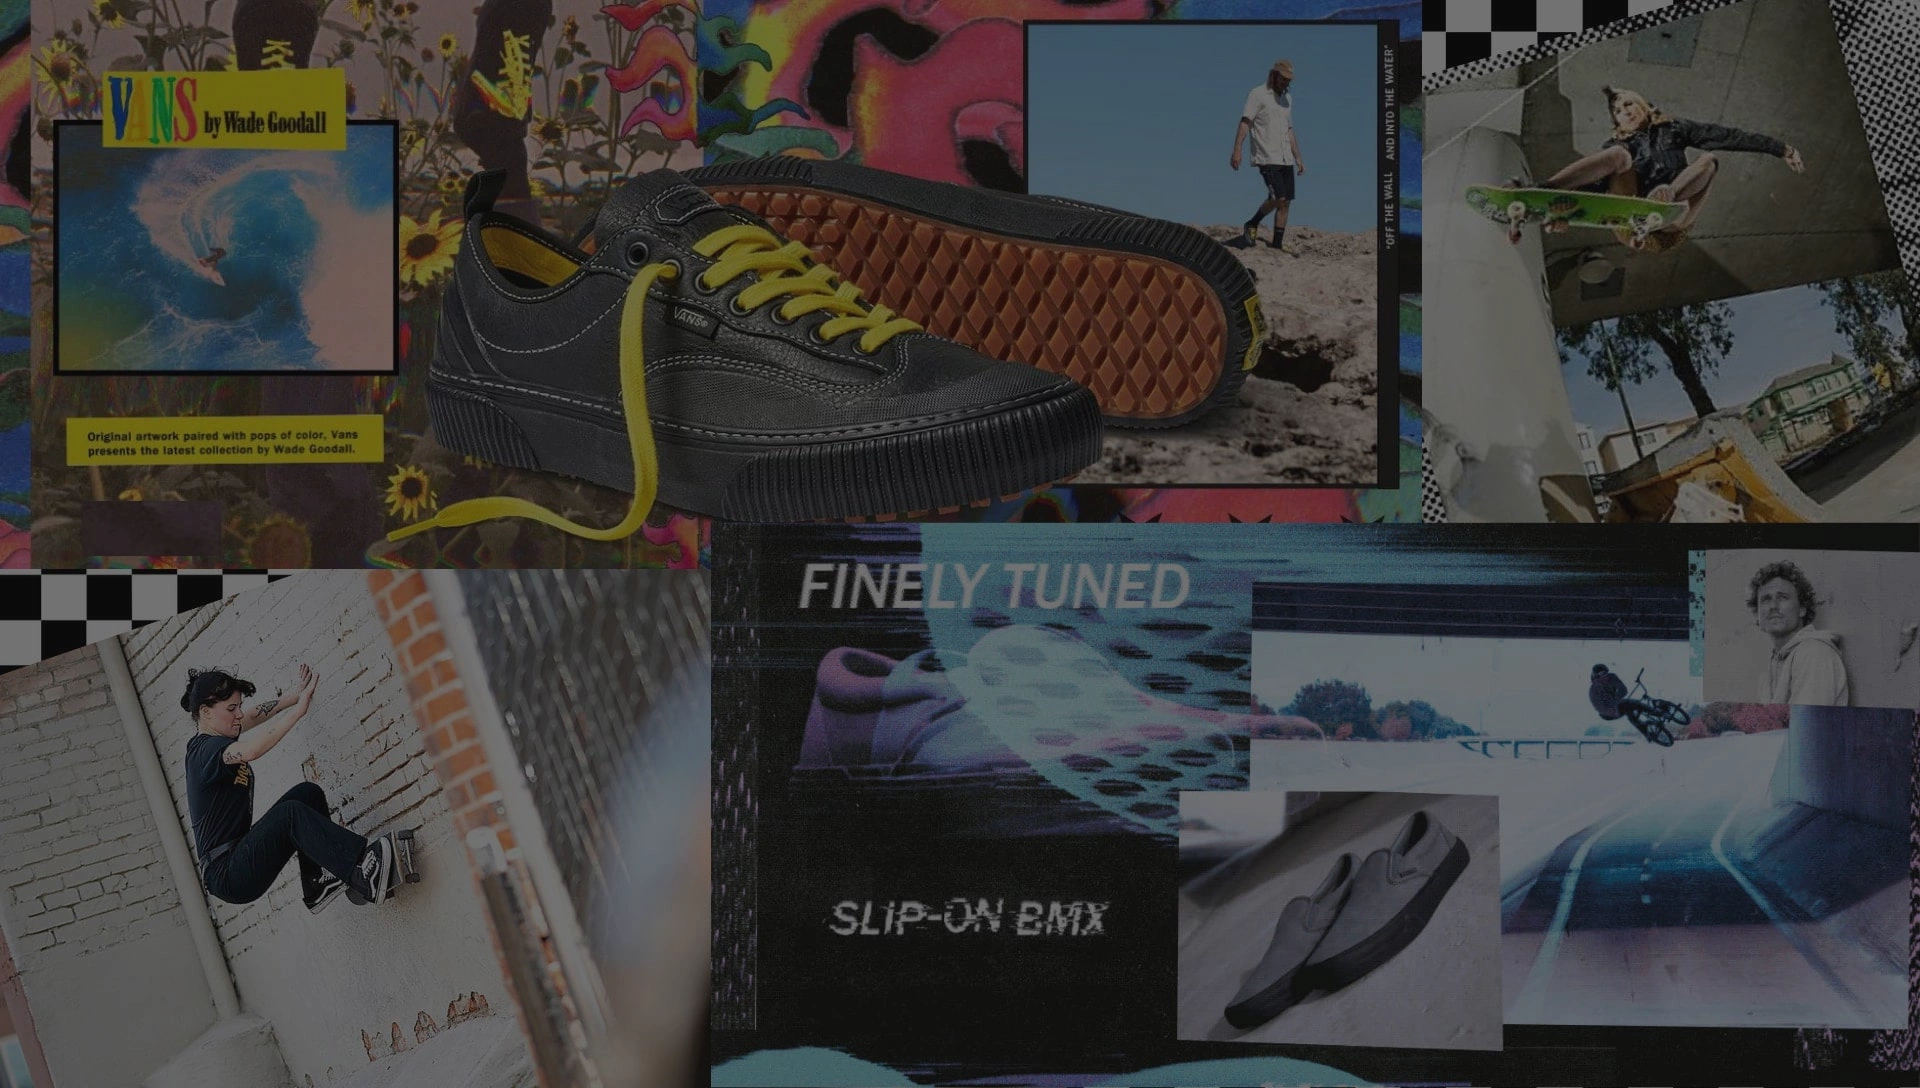 VANS
by Wade Goodall
Original artwork paired with pops of color, Vans
presents the latest collection by Wade Goodall.
VANS
"OFF THE WALL AND INTO THE WATER"
FINELY TUNED
SLIP-ON BMX